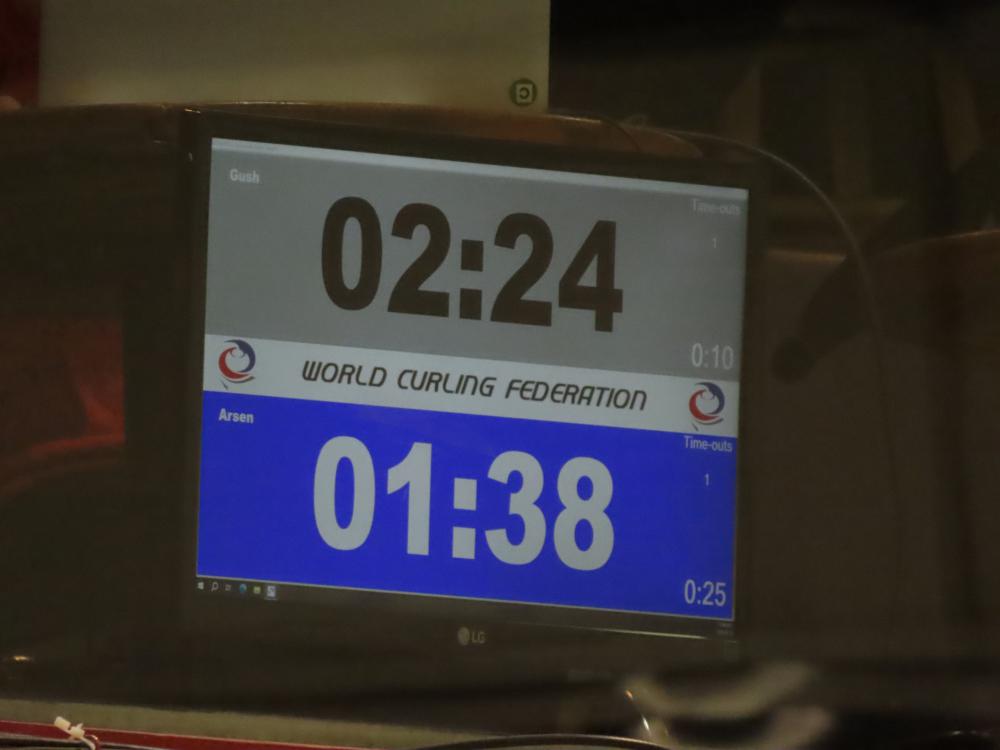 Gush
Time-outs
02:24
1
0:10
WORLD CURLING FEDERATION
Arsen
Time-outs
01:38
1
0:25
LG